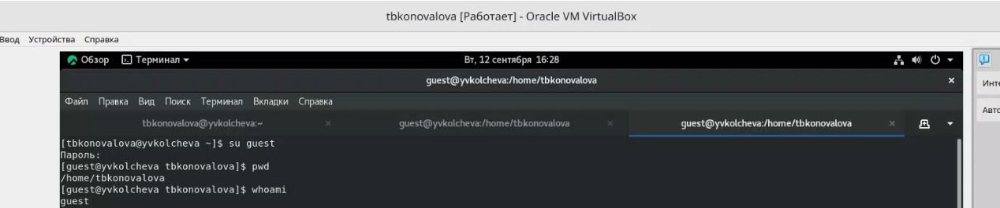 tbkonovalova [Работает] - Oracle VM VirtualBox
Ввод Устройства Справка
Обзор Терминал Вт, 12 сентября 16:28
guest@yvkolcheva:/home/tbkonovalova
Файл Правка Вид Поиск Терминал Вкладки Справка
tbkonovalova@yvkolcheva:~ guest@yvkolcheva:/home/tbkonovalova guest@yvkolcheva:/home/tbkonovalova
[tbkonovalova@yvkolcheva ~]$ su guest
Пароль:
[guest@yvkolcheva tbkonovalova]$ pwd
/home/tbkonovalova
[guest@yvkolcheva tbkonovalova]$ whoami
guest